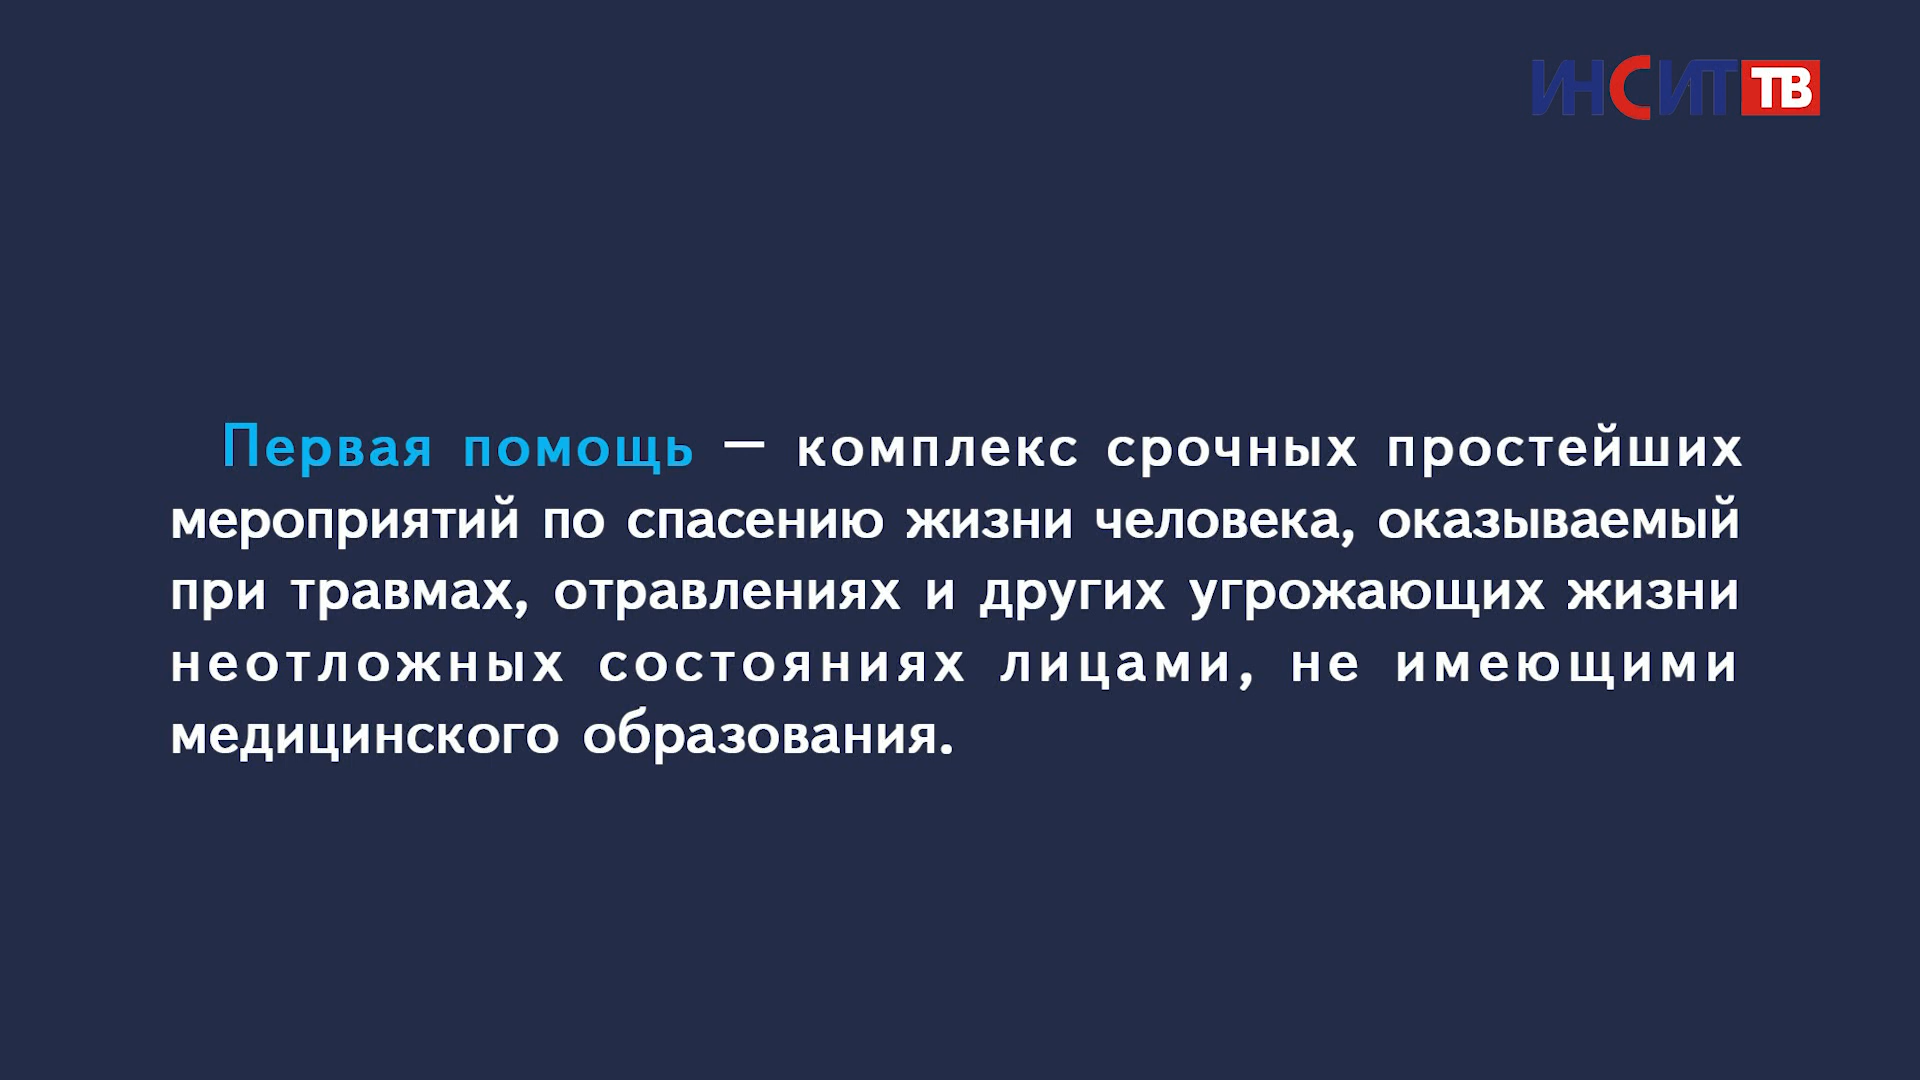 ИНСИТ ТВ
Первая помощь — комплекс срочных простейших
мероприятий по спасению жизни человека, оказываемый
при травмах, отравлениях и других угрожающих жизни
неотложных состояниях лицами, не имеющими
медицинского образования.